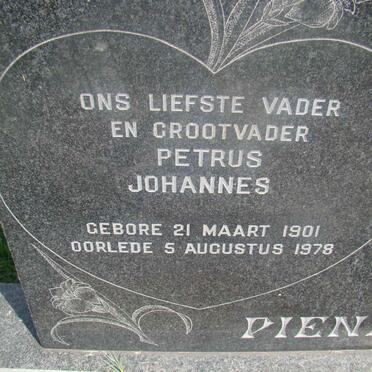 ONS LIEFSTE VADER
EN GROOTVADER
PETRUS
JOHANNES
GEBORE 21 MAART 1901
OORLEDE 5 AUGUSTUS 1978